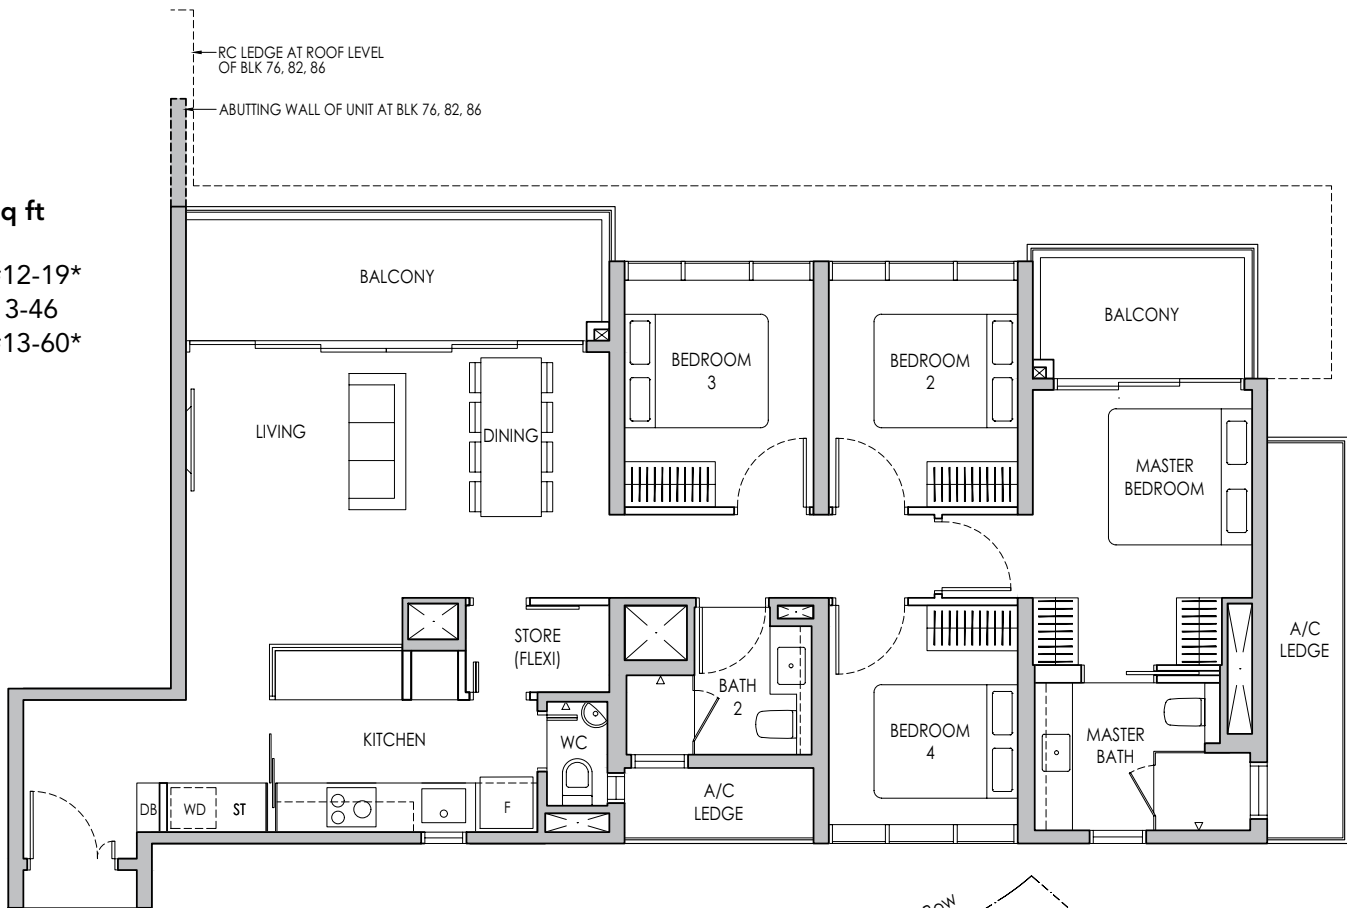 RC LEDGE AT ROOF LEVEL
OF BLK 76, 82, 86
ABUTTING WALL OF UNIT AT BLK 76, 82, 86
q ft
12-19*
3-46
13-60*
BALCONY
BALCONY
BEDROOM
3
BEDROOM
2
LIVING
DINING
MASTER
BEDROOM
STORE
(FLEXI)
A/C
LEDGE
BATH
2
KITCHEN
WC
BEDROOM
4
MASTER
BATH
DB
WD
ST
F
A/C
LEDGE